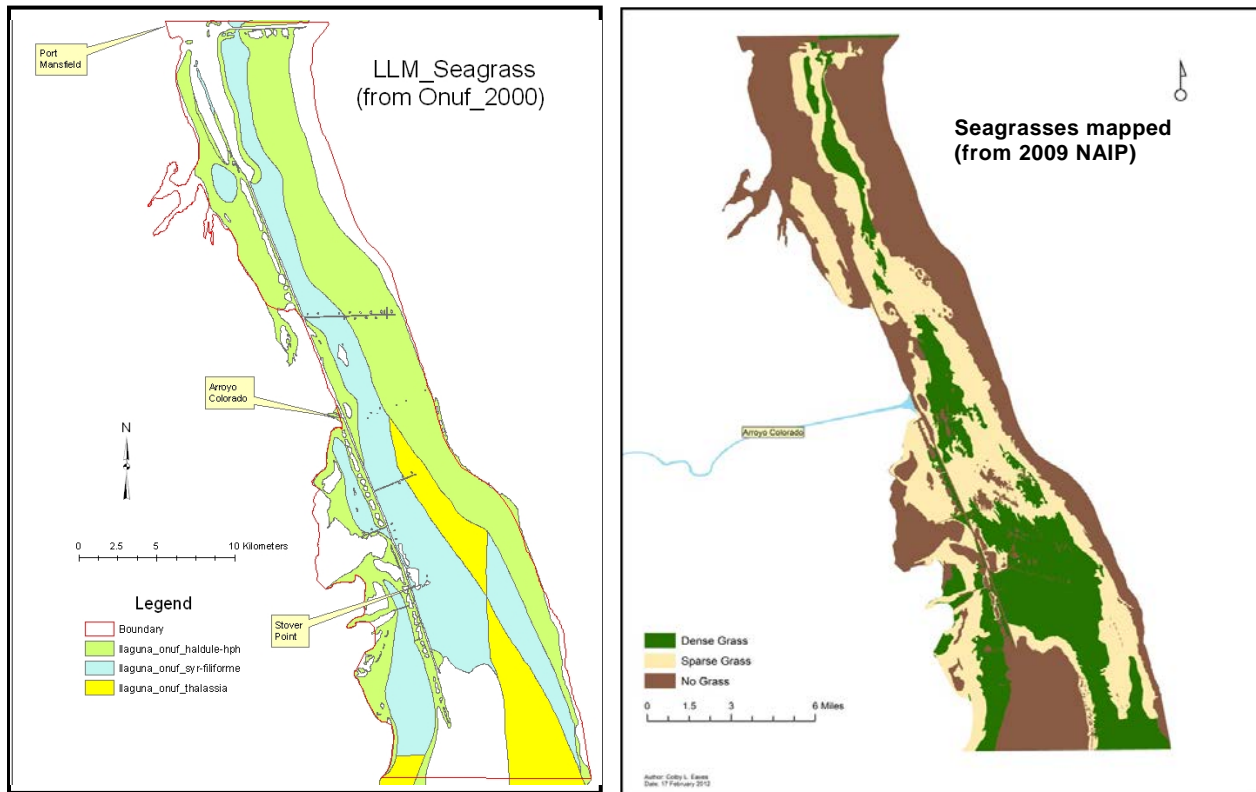 Port
Mansfield
LLM_Seagrass
(from Onuf_2000)
Arroyo
Colorado
N
0 2.5 5 10 Kilometers
Legend
Boundary
llaguna_onuf_haldule-hph
llaguna_onuf_syr-filiforme
llaguna_onuf_thalassia
Stover
Point
Seagrasses mapped
(from 2009 NAIP)
Arroyo Colorado
Dense Grass
Sparse Grass
No Grass
0 1.5 3 6 Miles
Author: Colby L. Eaves
Date: 17 February 2012